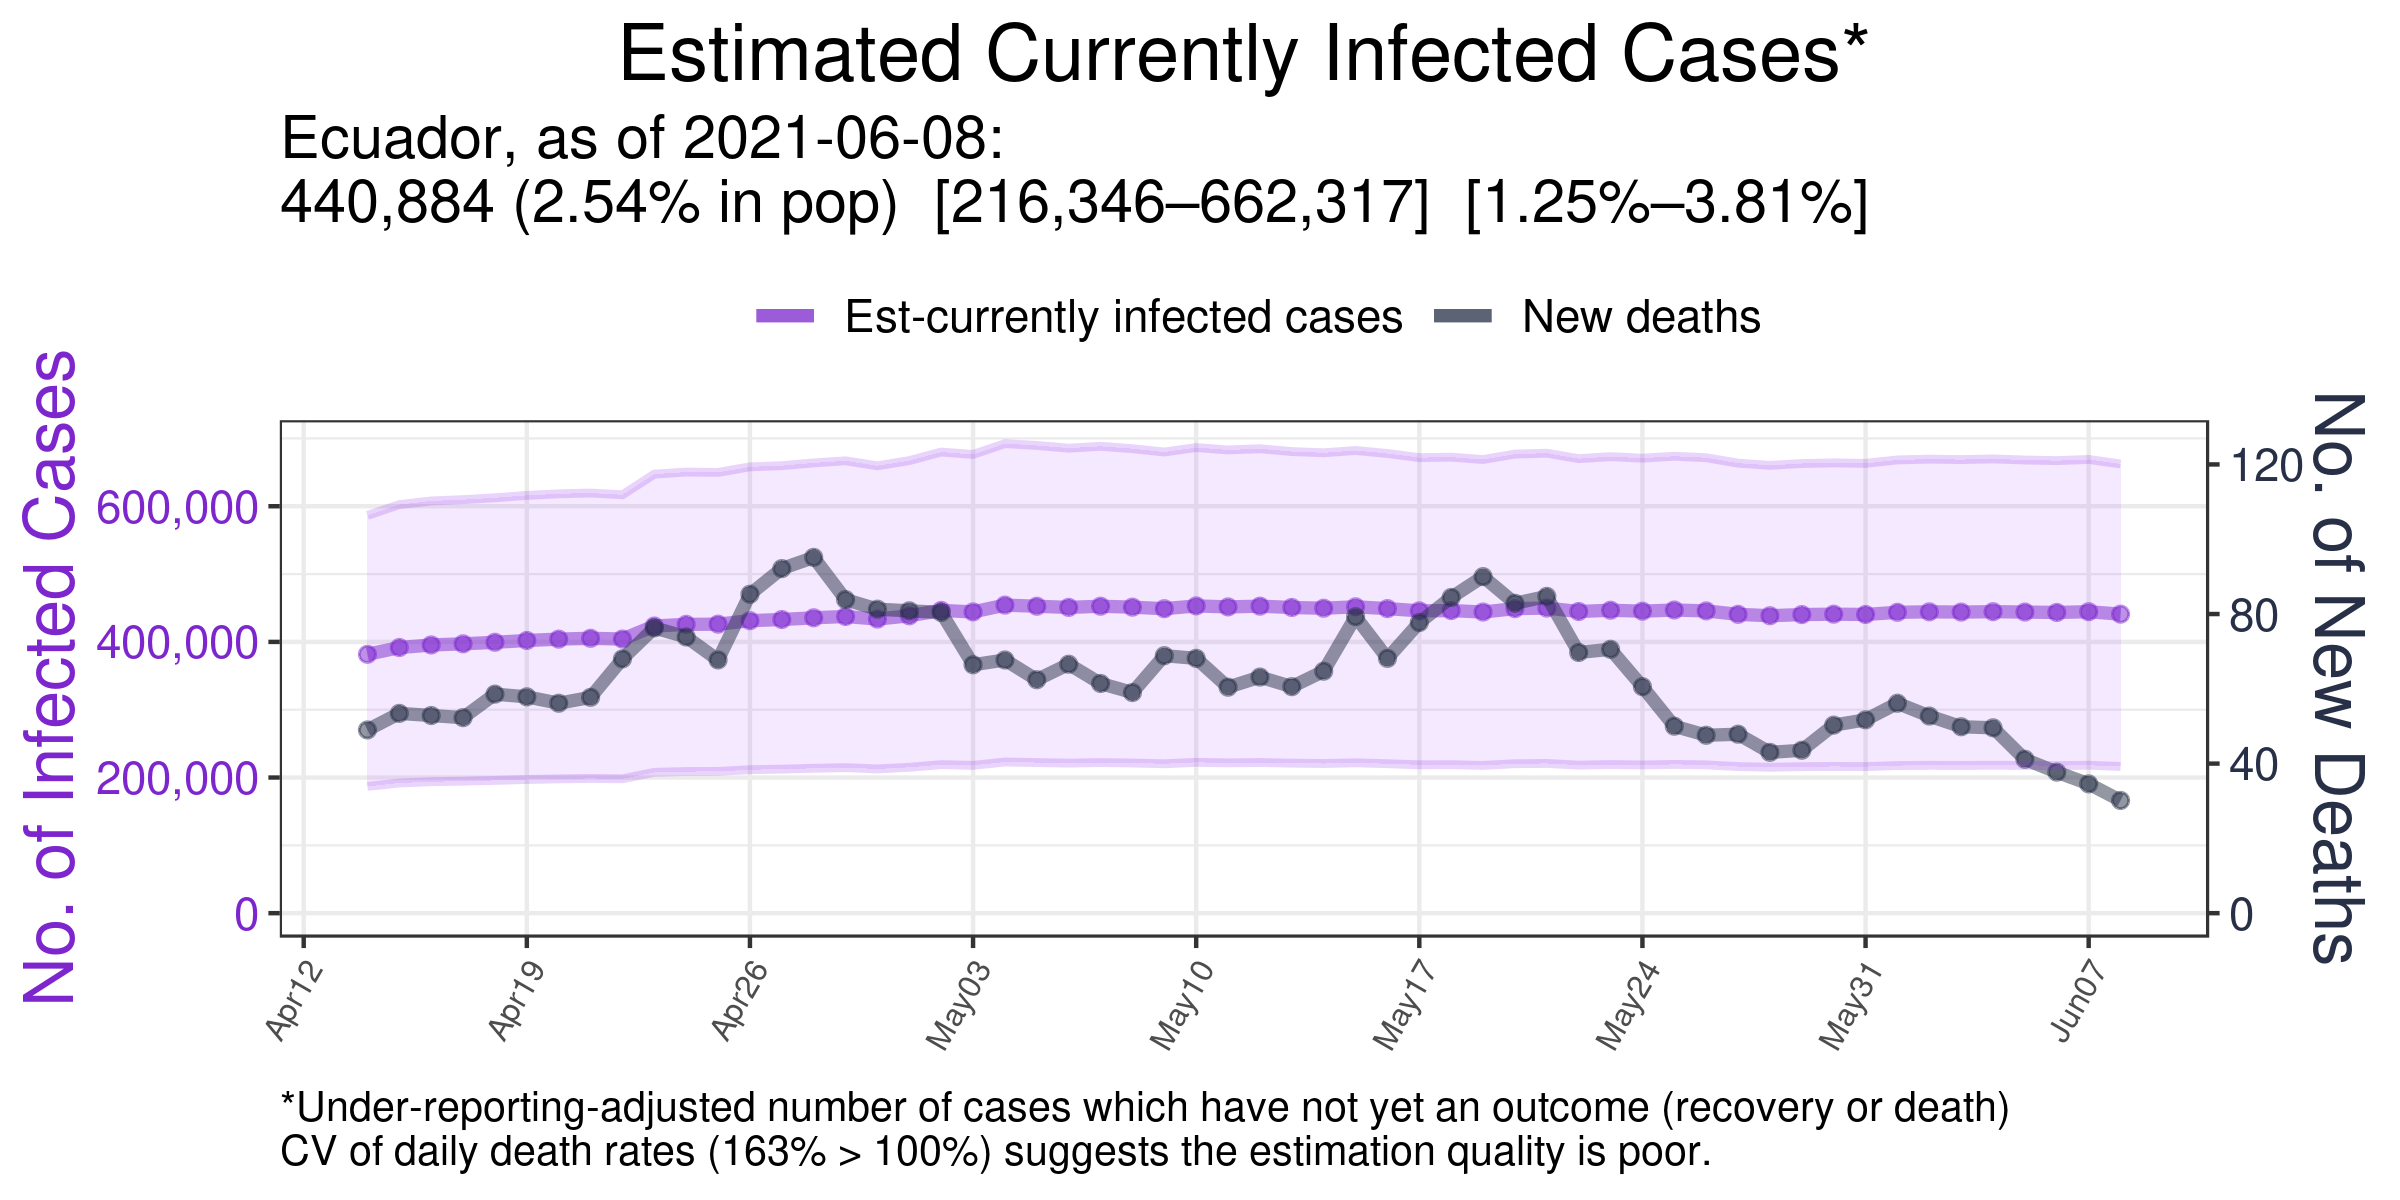 Estimated Currently Infected Cases*
Ecuador, as of 2021-06-08:
440,884 (2.54% in pop) [216,346–662,317] [1.25%–3.81%]
Est-currently infected cases
New deaths
No. of Infected Cases
600,000
400,000
200,000
0
120
80
40
0
No. of New Deaths
Apr12
Apr19
Apr26
May03
May10
May17
May24
May31
Jun07
*Under-reporting-adjusted number of cases which have not yet an outcome (recovery or death)
CV of daily death rates (163% > 100%) suggests the estimation quality is poor.